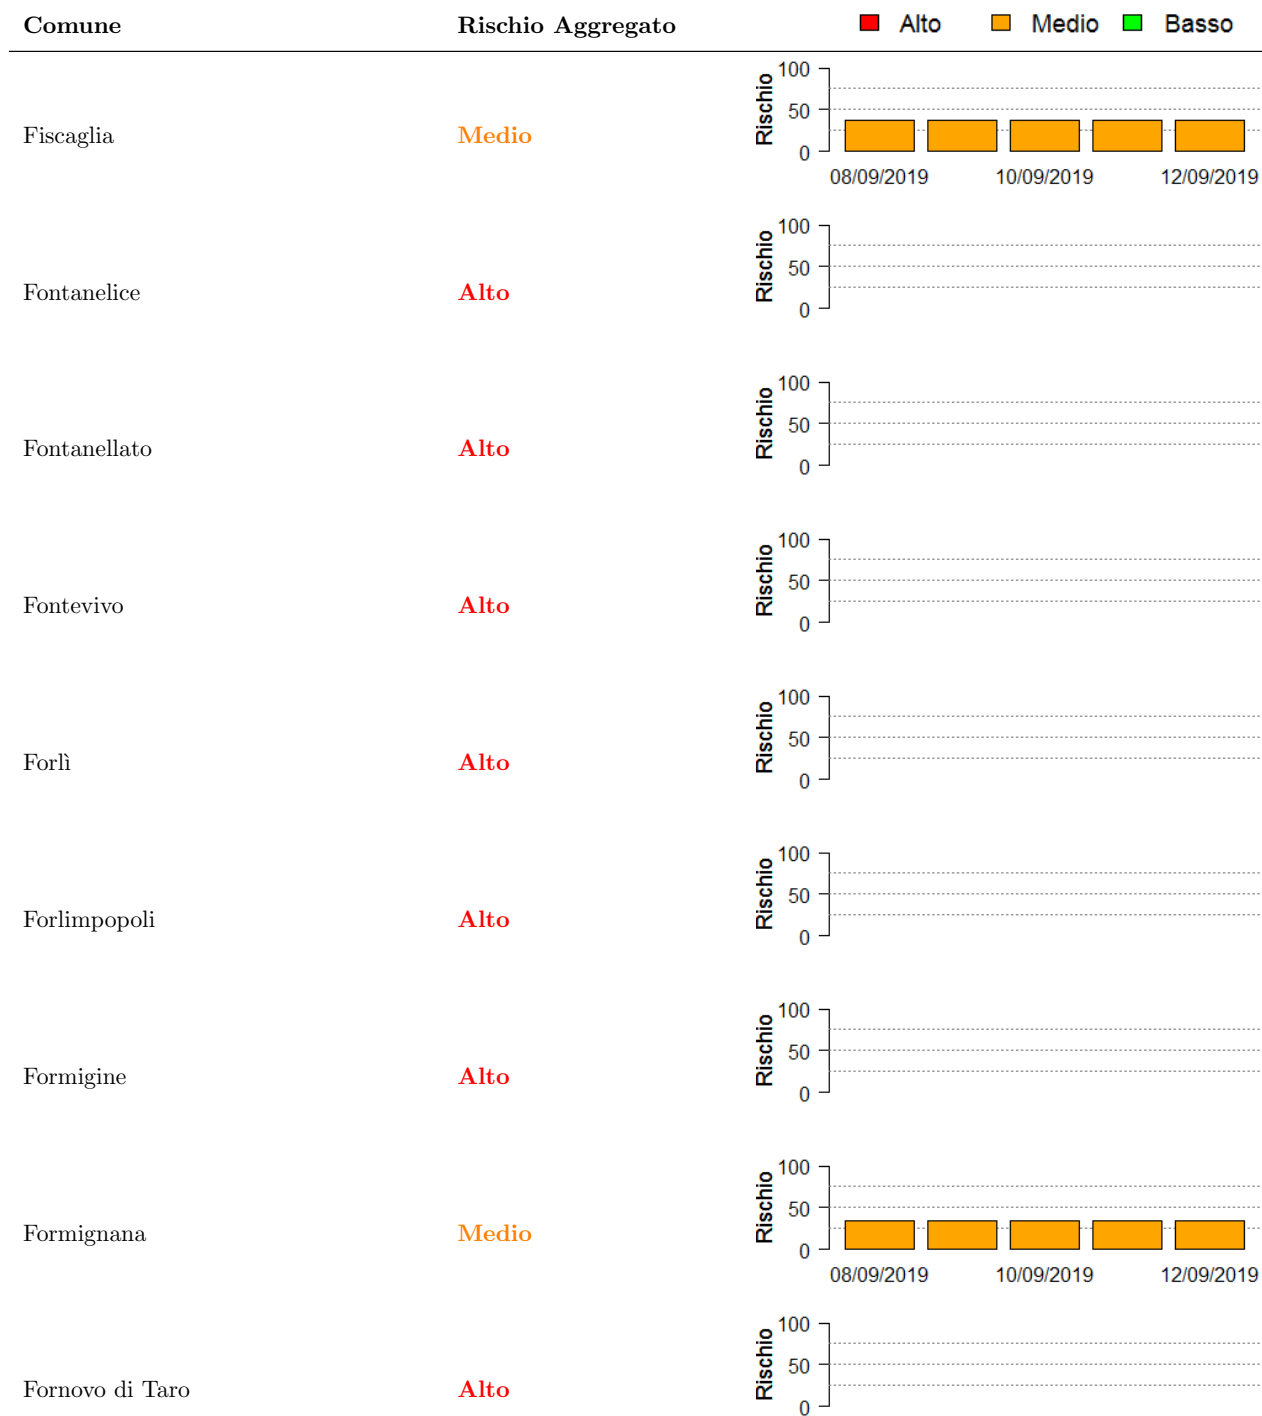 Comune Rischio Aggregato Alto Medio Basso
100
50
0
Rischio
Fiscaglia Medio
08/09/2019 10/09/2019 12/09/2019
100
50
0
Rischio
Fontanelice Alto
100
50
0
Rischio
Fontanellato Alto
100
50
0
Rischio
Fontevivo Alto
100
50
0
Rischio
Forlì Alto
100
50
0
Rischio
Forlimpopoli Alto
100
50
0
Rischio
Formigine Alto
100
50
0
Rischio
Formignana Medio
08/09/2019 10/09/2019 12/09/2019
100
50
0
Rischio
Fornovo di Taro Alto